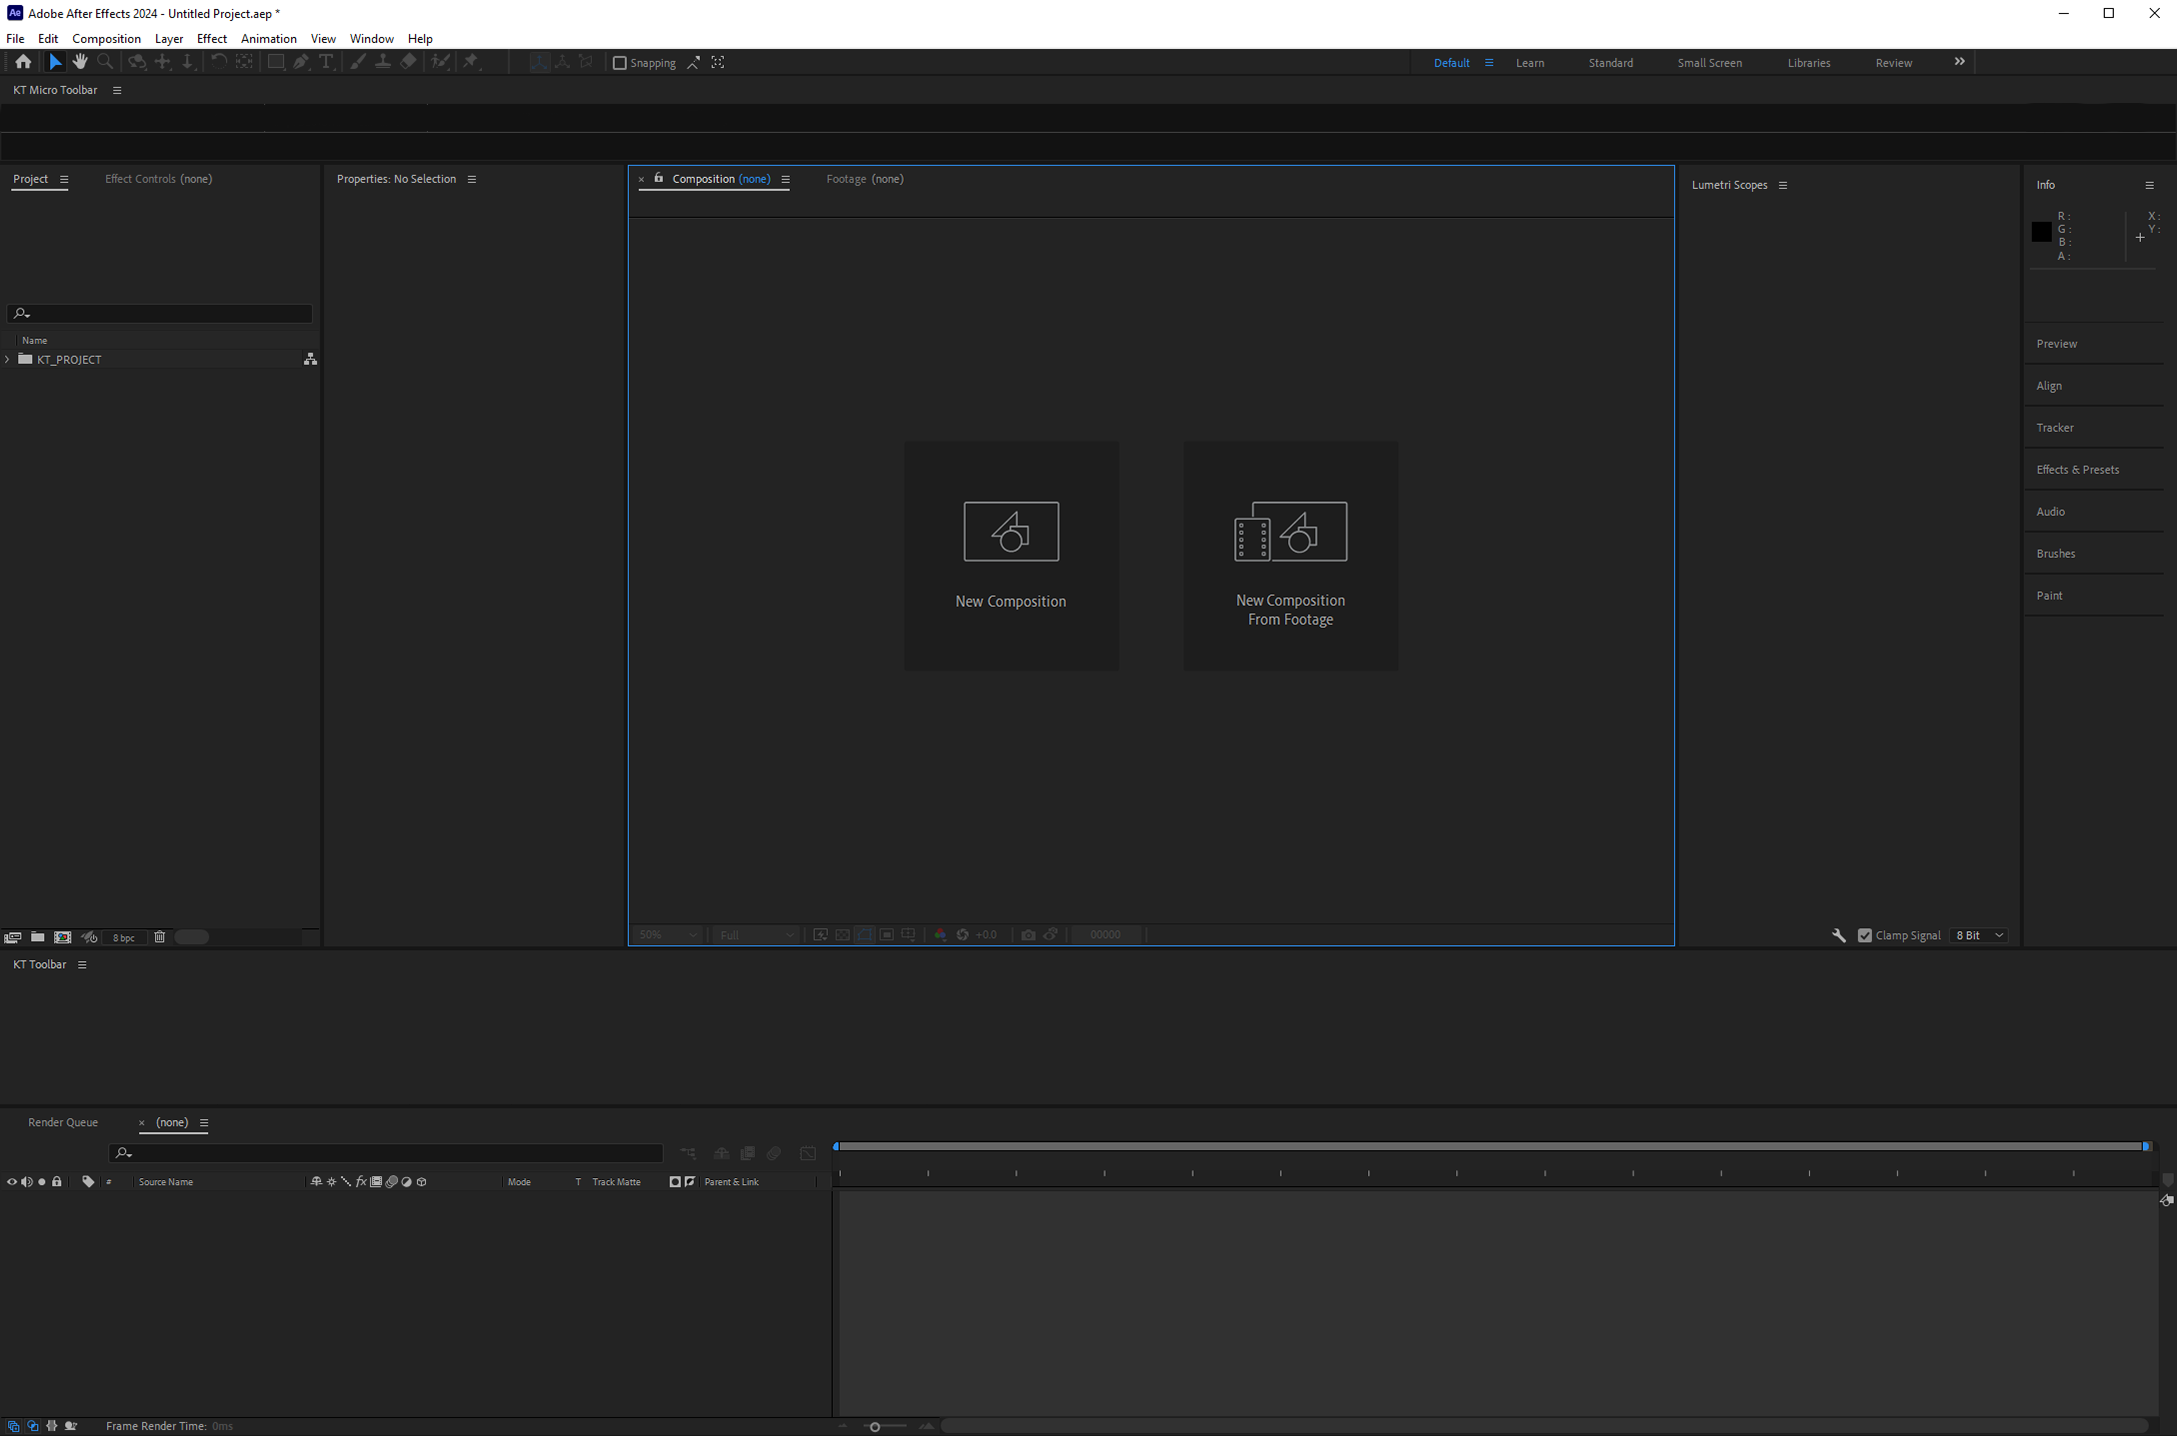 Ae Adobe After Effects 2024 - Untitled Project.aep *
File Edit Composition Layer Effect Animation View Window Help
T Snapping Default Learn Standard Small Screen Libraries Review
KT Micro Toolbar
Project Effect Controls (none) Properties: No Selection Composition (none) Footage (none) Lumetri Scopes Info
R :
G :
B :
A :
X :
Y :
Name
KT_PROJECT
Preview
Align
Tracker
Effects & Presets
Audio
Brushes
Paint
New Composition
New Composition
From Footage
8 bpc
50% Full +0.0 00000
Clamp Signal 8 Bit
KT Toolbar
Render Queue (none)
# Source Name fx Mode T Track Matte Parent & Link
Frame Render Time: 0ms